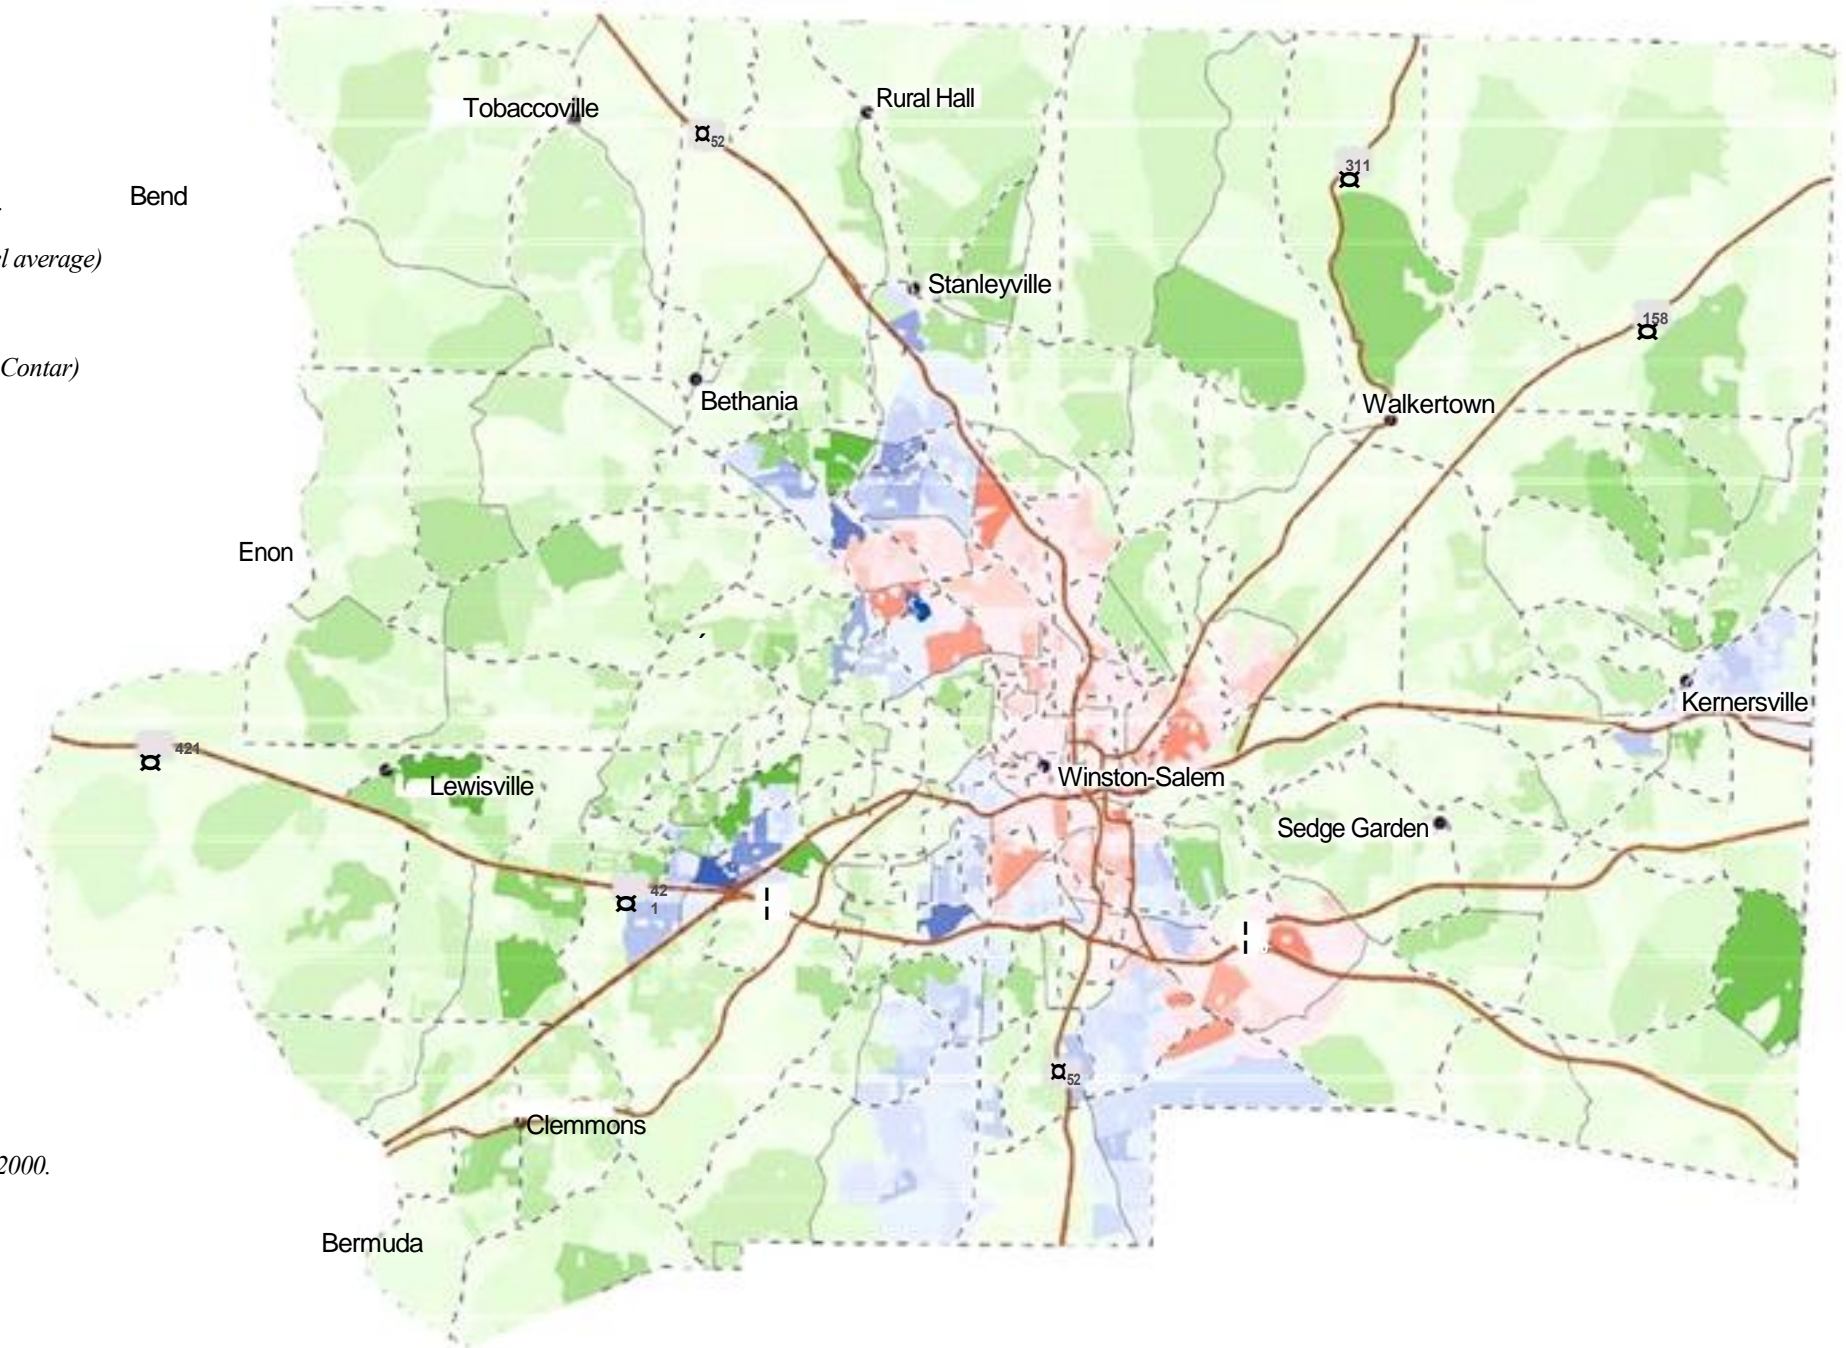 Tobaccoville
Rural Hall
¤52
311
¤
Bend
l average)
Stanleyville
158
¤
Contar)
Bethania
Walkertown
Enon
Kernersville
421
¤
Lewisville
Winston-Salem
Sedge Garden
42
1
¤
¤52
Clemmons
2000.
Bermuda